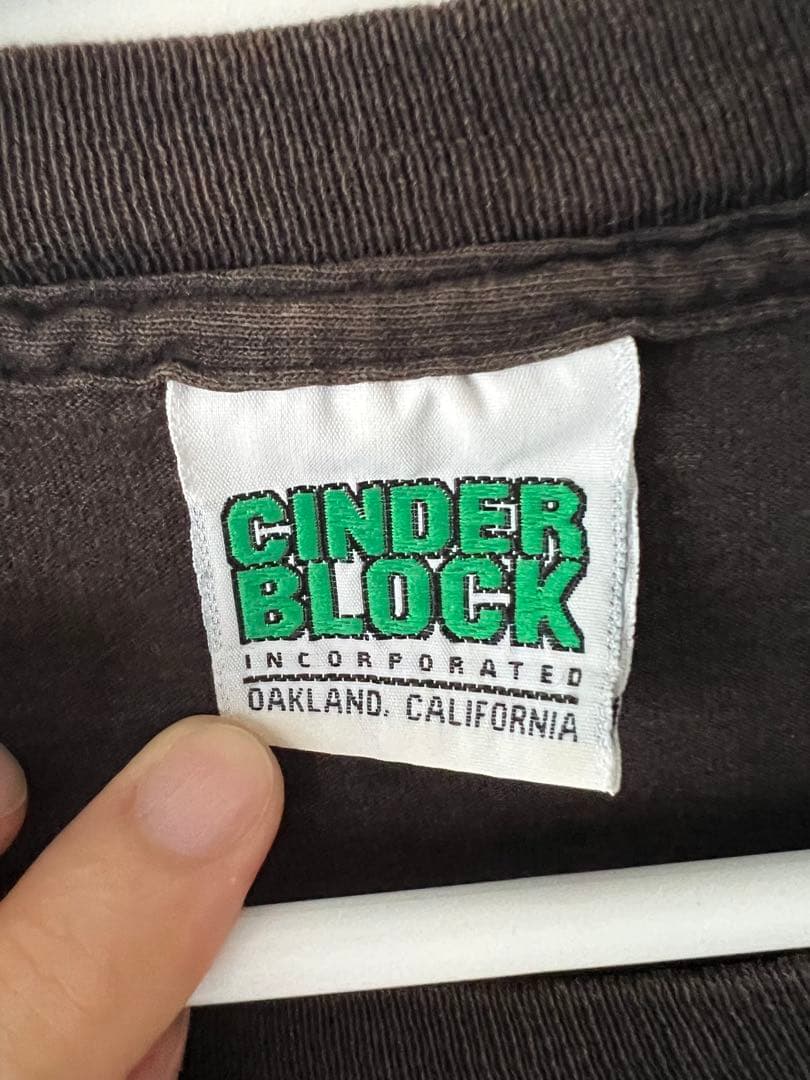 CINDER
BLOCK
INCORPORATED
OAKLAND, CALIFORNIA